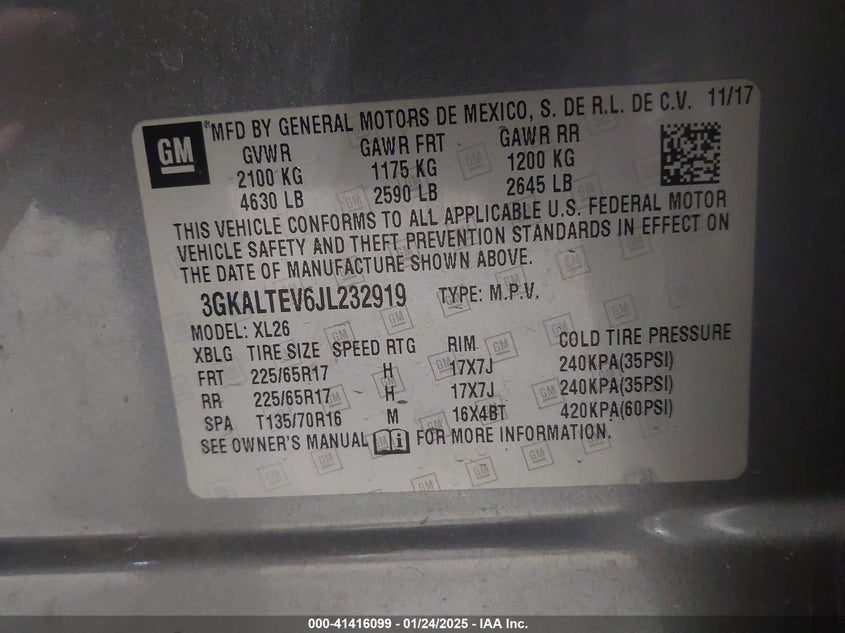 GM ®MFD BY GENERAL MOTORS DE MEXICO, S. DE R.L. DE C.V. 11/17
GVWR GAWR FRT GAWR RR
2100 KG 1175 KG 1200 KG
4630 LB 2590 LB 2645 LB
THIS VEHICLE CONFORMS TO ALL APPLICABLE U.S. FEDERAL MOTOR
VEHICLE SAFETY AND THEFT PREVENTION STANDARDS IN EFFECT ON
THE DATE OF MANUFACTURE SHOWN ABOVE.
3GKALTEV6JL232919 TYPE: M.P.V.
MODEL: XL26
XBLG TIRE SIZE SPEED RTG RIM COLD TIRE PRESSURE
FRT 225/65R17 H 17X7J 240KPA(35PSI)
RR 225/65R17 H 17X7J 240KPA(35PSI)
SPA T135/70R16 M 16X4BT 420KPA(60PSI)
SEE OWNER'S MANUAL FOR MORE INFORMATION.
000-41416099 - 01/24/2025 - IAA Inc.